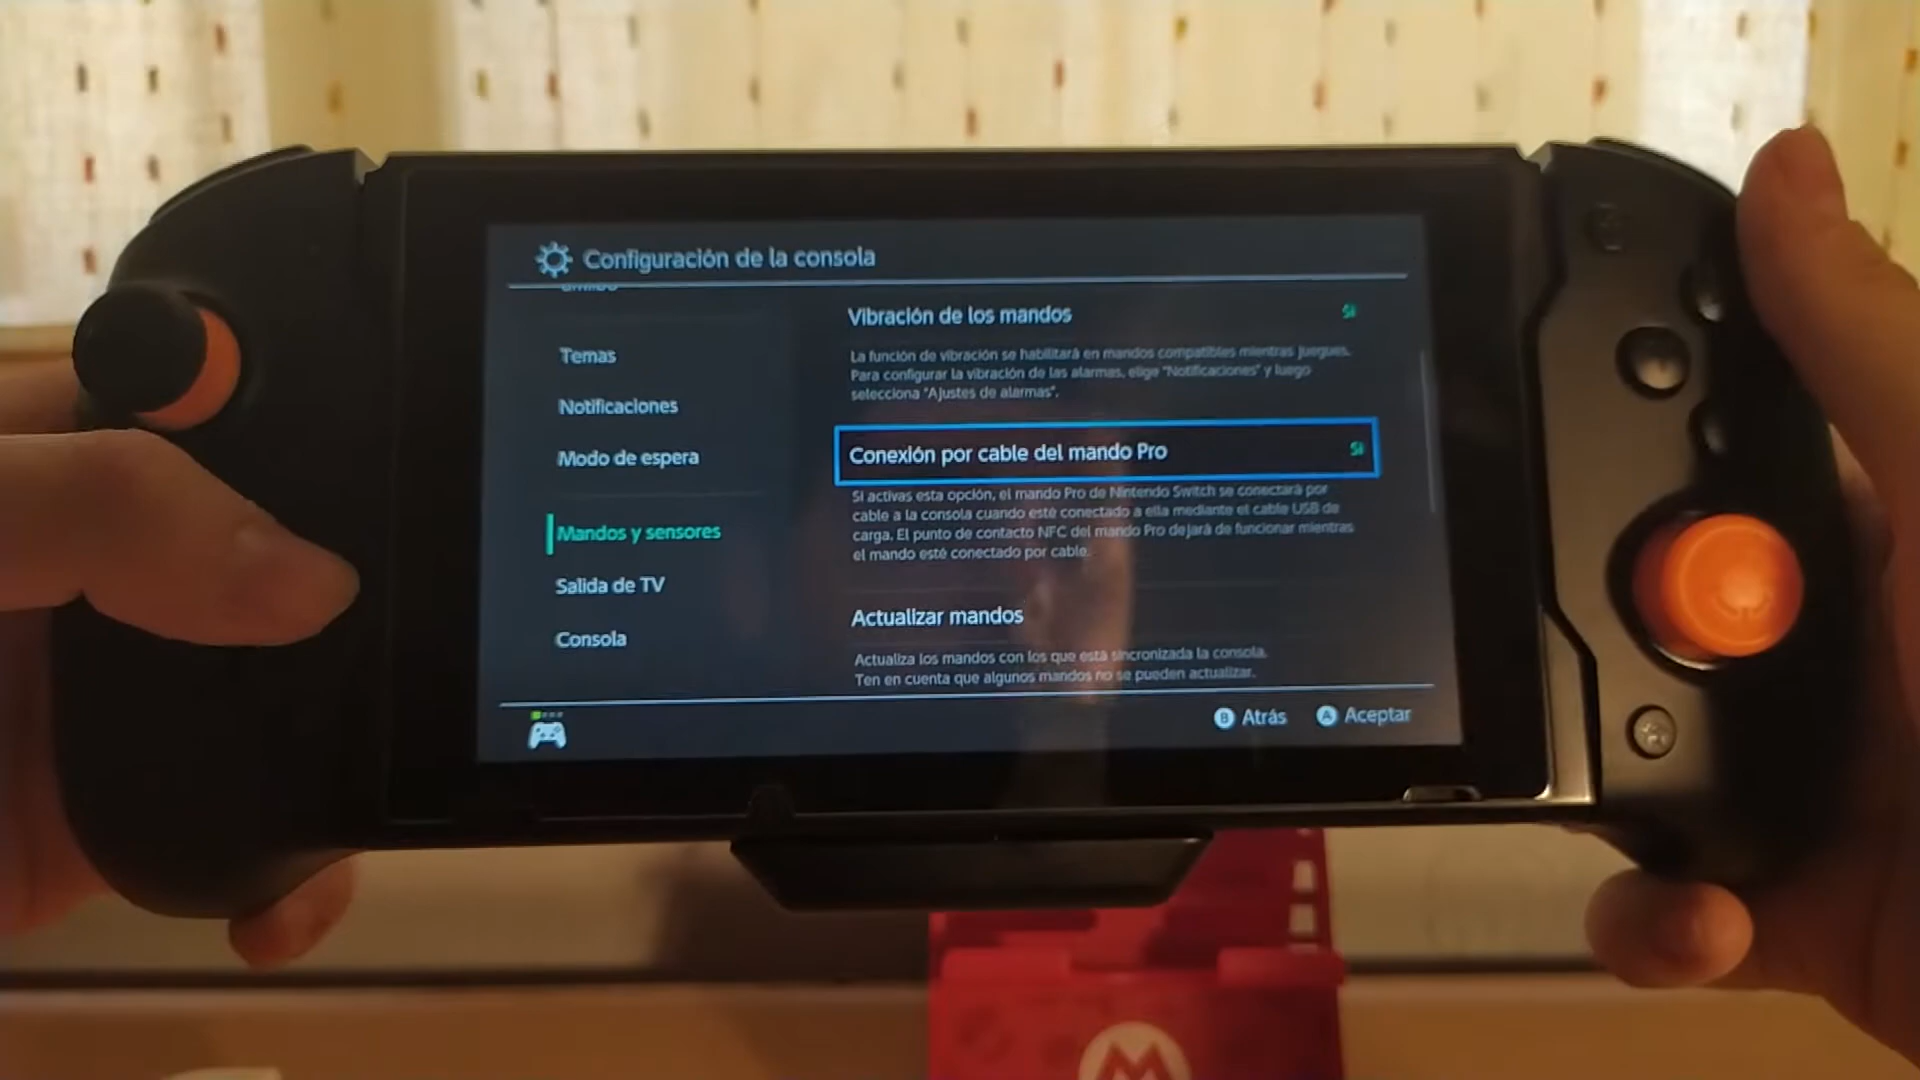 Configuración de la consola
amiibo
Temas
Notificaciones
Modo de espera
Mandos y sensores
Salida de TV
Consola
Vibración de los mandos
Sí
La función de vibración se habilitará en mandos compatibles mientras juegues.
Para configurar la vibración de las alarmas, elige "Notificaciones" y luego
selecciona "Ajustes de alarmas".
Conexión por cable del mando Pro
Sí
Si activas esta opción, el mando Pro de Nintendo Switch se conectará por
cable a la consola cuando esté conectado a ella mediante el cable USB de
carga. El punto de contacto NFC del mando Pro dejará de funcionar mientras
el mando esté conectado por cable.
Actualizar mandos
Actualiza los mandos con los que está sincronizada la consola.
Ten en cuenta que algunos mandos no se pueden actualizar.
B Atrás
A Aceptar
M